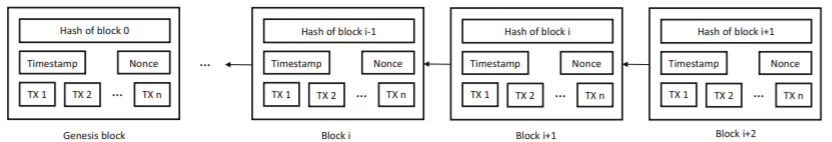 Hash of block 0
Timestamp Nonce
TX 1 TX 2 ... TX n
Genesis block
...
Hash of block i-1
Timestamp Nonce
TX 1 TX 2 ... TX n
Block i
Hash of block i
Timestamp Nonce
TX 1 TX 2 ... TX n
Block i+1
Hash of block i+1
Timestamp Nonce
TX 1 TX 2 ... TX n
Block i+2